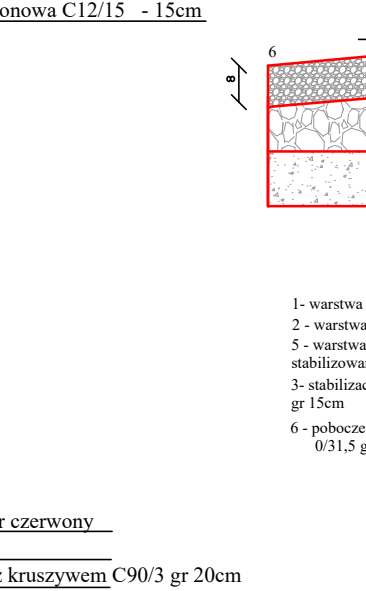 onowa C12/15 - 15cm
6
8
1- warstwa
2 - warstwa
5 - warstwa
stabilizowa
3- stabilizac
gr 15cm
6 - pobocze
0/31,5 g
r czerwony
z kruszywem C90/3 gr 20cm